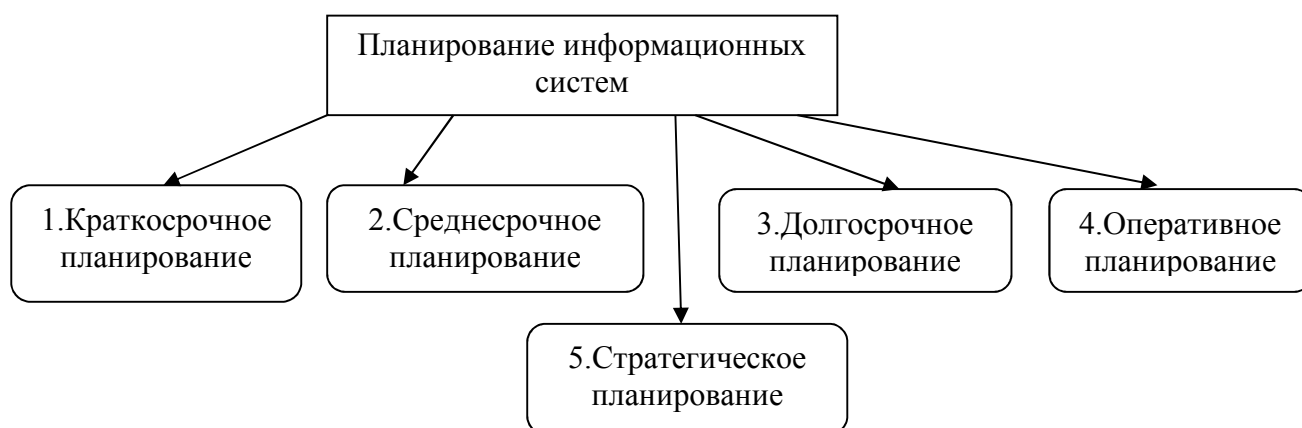 Планирование информационных
систем
1.Краткосрочное
планирование
2.Среднесрочное
планирование
3.Долгосрочное
планирование
4.Оперативное
планирование
5.Стратегическое
планирование